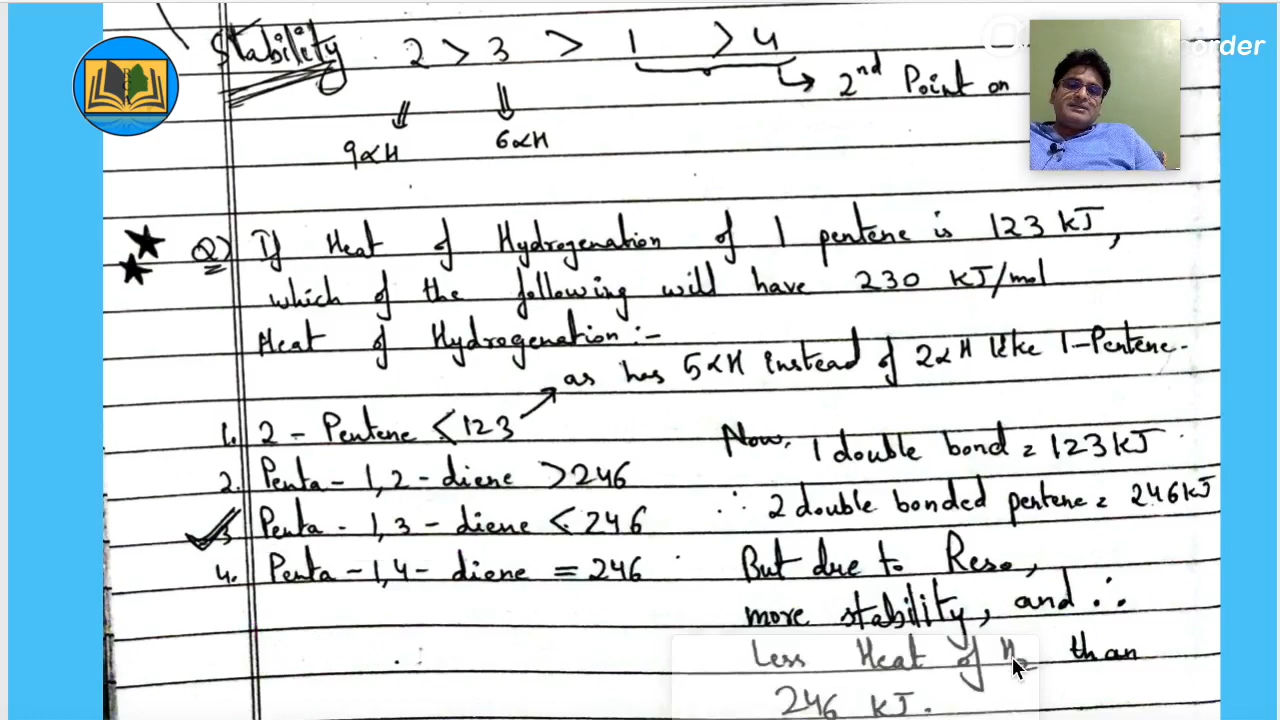 order
Stability 2 > 3 > 1 > 4
2nd Point on
9αH 6αH
Q) If Heat of Hydrogenation of 1 pentene is 123 kJ,
which of the following will have 230 KJ/mol
Heat of Hydrogenation :-
as has 5αH instead of 2αH like 1-Pentene.
1. 2 - Pentene < 123
2. Penta - 1,2 - diene > 246
3 Penta - 1,3 - diene < 246
4. Penta - 1,4 - diene = 246
Now, 1 double bond = 123 KJ
∴ 2 double bonded pentene = 246 KJ
But due to Reso,
more stability, and ∴
Less Heat of H2 than
246 KJ.